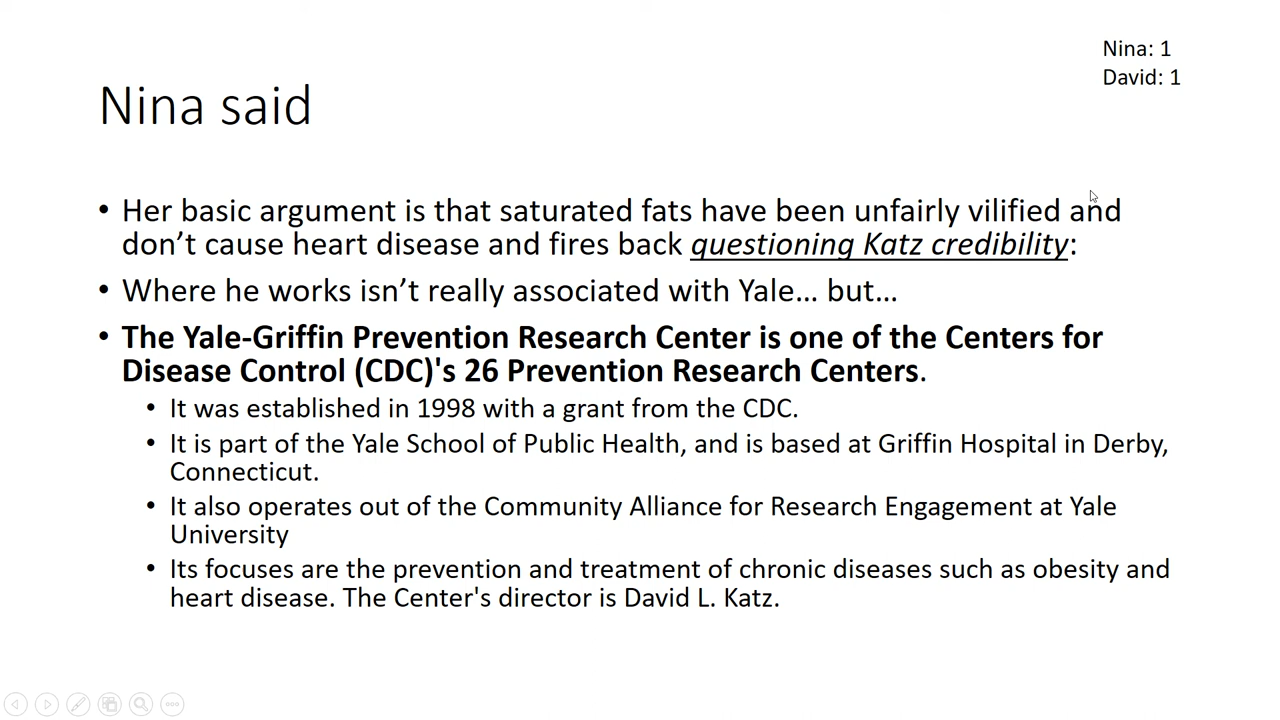 Nina: 1
David: 1
Nina said
• Her basic argument is that saturated fats have been unfairly vilified and
don’t cause heart disease and fires back questioning Katz credibility:
• Where he works isn’t really associated with Yale… but…
• The Yale-Griffin Prevention Research Center is one of the Centers for
Disease Control (CDC)'s 26 Prevention Research Centers.
• It was established in 1998 with a grant from the CDC.
• It is part of the Yale School of Public Health, and is based at Griffin Hospital in Derby,
Connecticut.
• It also operates out of the Community Alliance for Research Engagement at Yale
University
• Its focuses are the prevention and treatment of chronic diseases such as obesity and
heart disease. The Center's director is David L. Katz.